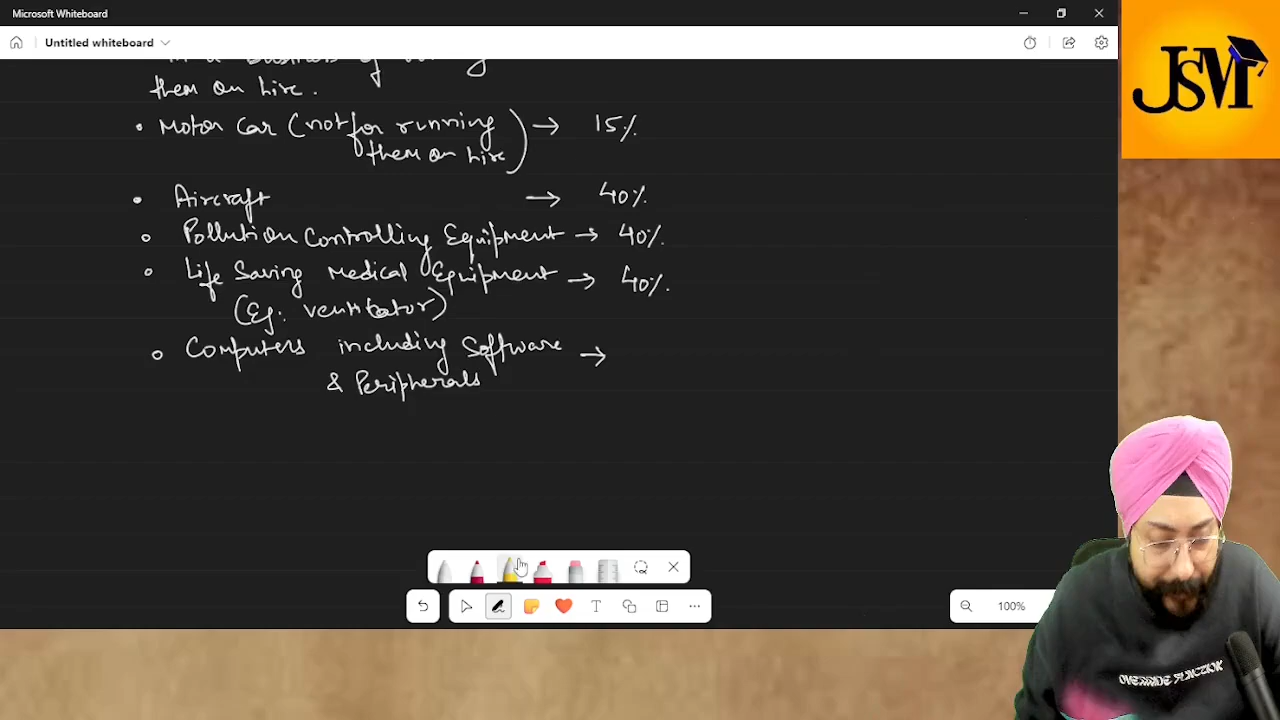 Microsoft Whiteboard
Untitled whiteboard
them on hire.
• Motor Car (not for running
them on hire) → 15%
• Aircraft → 40%.
• Pollution Controlling Equipment → 40%.
• Life Saving Medical Equipment → 40%.
(Eg: ventilator)
• Computers including Software →
& Peripherals
100%
JSM